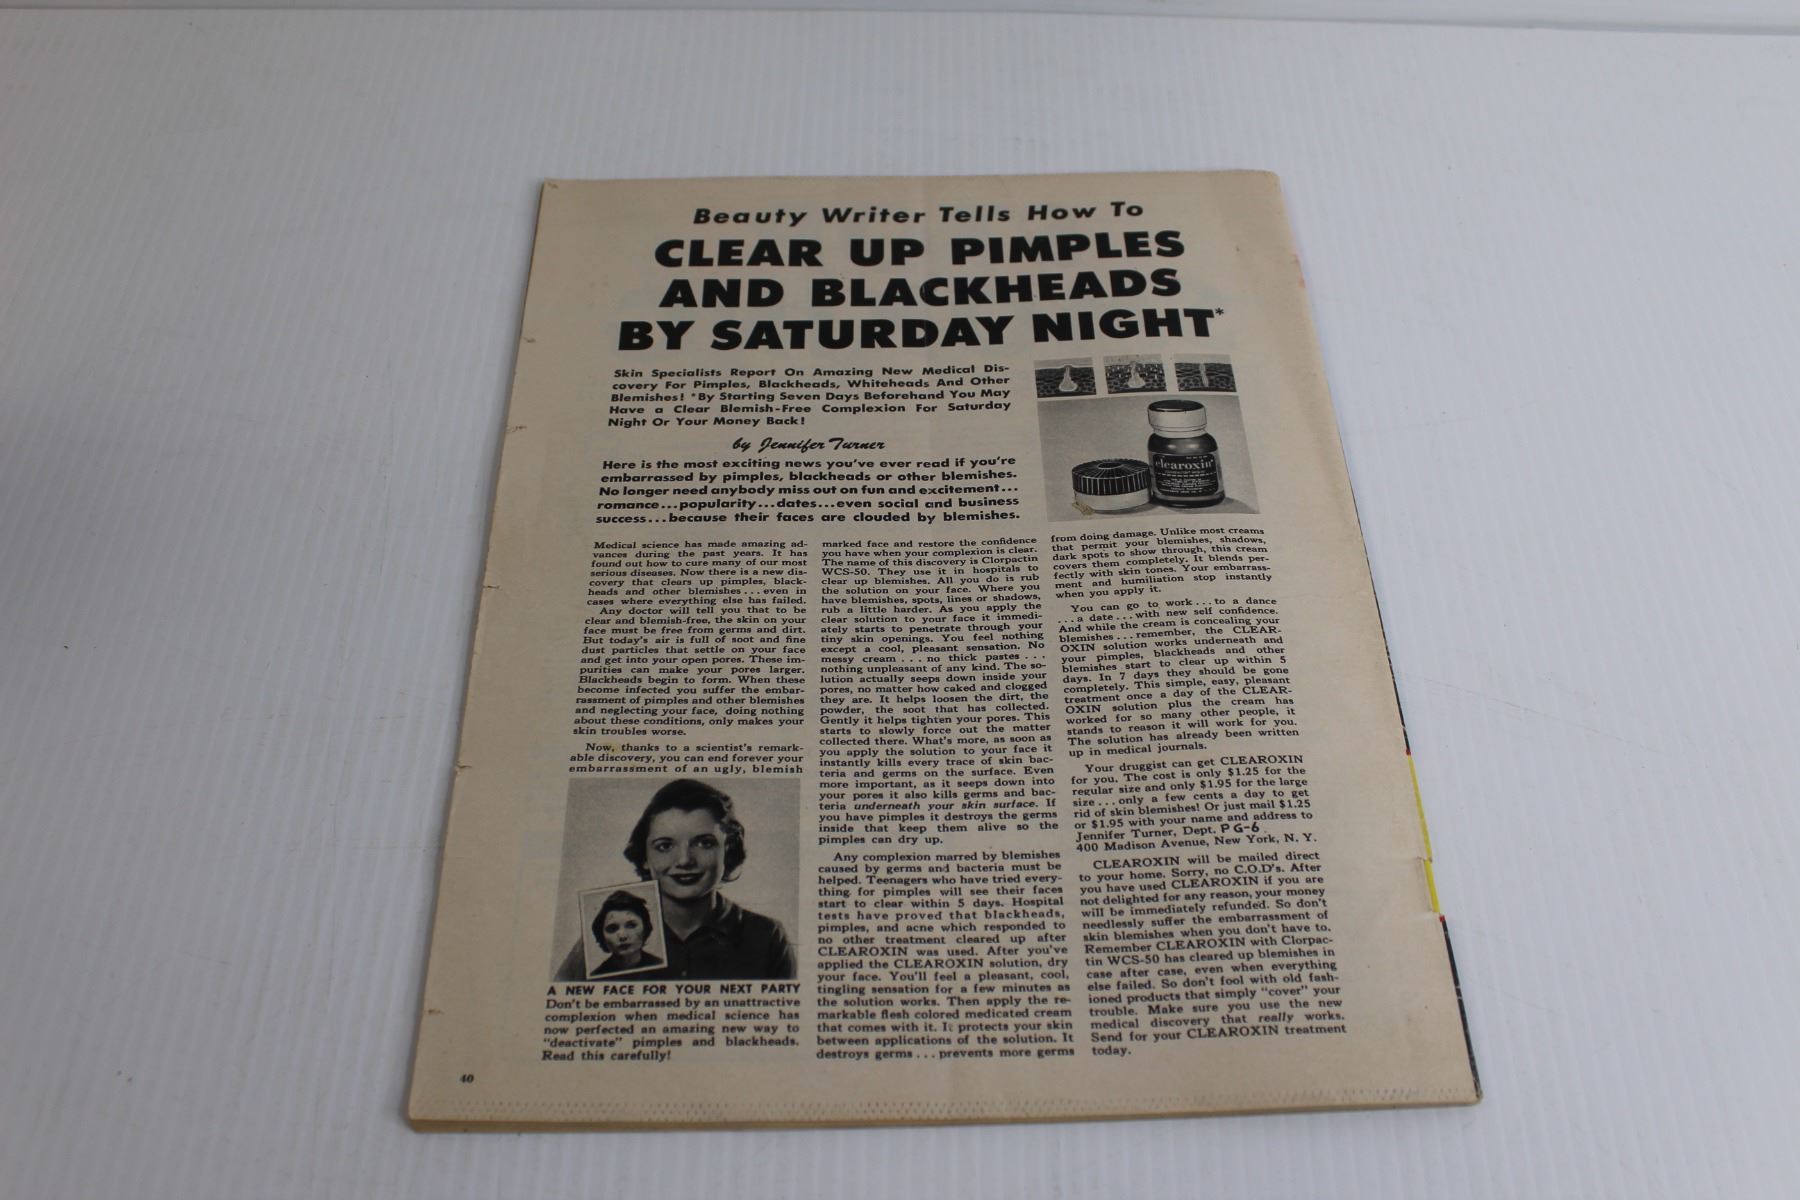 Beauty Writer Tells How To
CLEAR UP PIMPLES
AND BLACKHEADS
BY SATURDAY NIGHT*
Skin Specialists Report On Amazing New Medical Dis-
covery For Pimples, Blackheads, Whiteheads And Other
Blemishes! *By Starting Seven Days Beforehand You May
Have a Clear Blemish-Free Complexion For Saturday
Night Or Your Money Back!
by Jennifer Turner
Here is the most exciting news you've ever read if you're
embarrassed by pimples, blackheads or other blemishes.
No longer need anybody miss out on fun and excitement...
romance...popularity...dates...even social and business
success...because their faces are clouded by blemishes.
clearoxin
Medical science has made amazing ad-
vances during the past years. It has
found out how to cure many of our most
serious diseases. Now there is a new dis-
covery that clears up pimples, black-
heads and other blemishes...even in
cases where everything else has failed.
Any doctor will tell you that to be
clear and blemish-free, the skin on your
face must be free from germs and dirt.
But today's air is full of soot and fine
dust particles that settle on your face
and get into your open pores. These im-
purities can make your pores larger.
Blackheads begin to form. When these
become infected you suffer the embar-
rassment of pimples and other blemishes
and neglecting your face, doing nothing
about these conditions, only makes your
skin troubles worse.
Now, thanks to a scientist's remark-
able discovery, you can end forever your
embarrassment of an ugly, blemish
A NEW FACE FOR YOUR NEXT PARTY
Don't be embarrassed by an unattractive
complexion when medical science has
now perfected an amazing new way to
"deactivate" pimples and blackheads.
Read this carefully!
marked face and restore the confidence
you have when your complexion is clear.
The name of this discovery is Clorpactin
WCS-50. They use it in hospitals to
clear up blemishes. All you do is rub
the solution on your face. Where you
have blemishes, spots, lines or shadows,
rub a little harder. As you apply the
clear solution to your face it immedi-
ately starts to penetrate through your
tiny skin openings. You feel nothing
except a cool, pleasant sensation. No
messy cream . . . no thick pastes . . .
nothing unpleasant of any kind. The so-
lution actually seeps down inside your
pores, no matter how caked and clogged
they are. It helps loosen the dirt, the
powder, the soot that has collected.
Gently it helps tighten your pores. This
starts to slowly force out the matter
collected there. What's more, as soon as
you apply the solution to your face it
instantly kills every trace of skin bac-
teria and germs on the surface. Even
more important, as it seeps down into
your pores it also kills germs and bac-
teria underneath your skin surface. If
you have pimples it destroys the germs
inside that keep them alive so the
pimples can dry up.
Any complexion marred by blemishes
caused by germs and bacteria must be
helped. Teenagers who have tried every-
thing for pimples will see their faces
start to clear within 5 days. Hospital
tests have proved that blackheads,
pimples, and acne which responded to
no other treatment cleared up after
CLEAROXIN was used. After you've
applied the CLEAROXIN solution, dry
your face. You'll feel a pleasant, cool,
tingling sensation for a few minutes as
the solution works. Then apply the re-
markable flesh colored medicated cream
that comes with it. It protects your skin
between applications of the solution. It
destroys germs . . . prevents more germs
from doing damage. Unlike most creams
that permit your blemishes, shadows,
dark spots to show through, this cream
covers them completely. It blends per-
fectly with skin tones. Your embarrass-
ment and humiliation stop instantly
when you apply it.
You can go to work...to a dance
...a date...with new self confidence.
And while the cream is concealing your
blemishes...remember, the CLEAR-
OXIN solution works underneath and
your pimples, blackheads and other
blemishes start to clear up within 5
days. In 7 days they should be gone
completely. This simple, easy, pleasant
treatment once a day of the CLEAR-
OXIN solution plus the cream has
worked for so many other people, it
stands to reason it will work for you.
The solution has already been written
up in medical journals.
Your druggist can get CLEAROXIN
for you. The cost is only $1.25 for the
regular size and only $1.95 for the large
size...only a few cents a day to get
rid of skin blemishes! Or just mail $1.25
or $1.95 with your name and address to
Jennifer Turner, Dept. PG-6
400 Madison Avenue, New York, N. Y.
CLEAROXIN will be mailed direct
to your home. Sorry, no C.O.D's. After
you have used CLEAROXIN if you are
not delighted for any reason, your money
will be immediately refunded. So don't
needlessly suffer the embarrassment of
skin blemishes when you don't have to.
Remember CLEAROXIN with Clorpac-
tin WCS-50 has cleared up blemishes in
case after case, even when everything
else failed. So don't fool with old fash-
ioned products that simply "cover" your
trouble. Make sure you use the new
medical discovery that really works.
Send for your CLEAROXIN treatment
today.
40